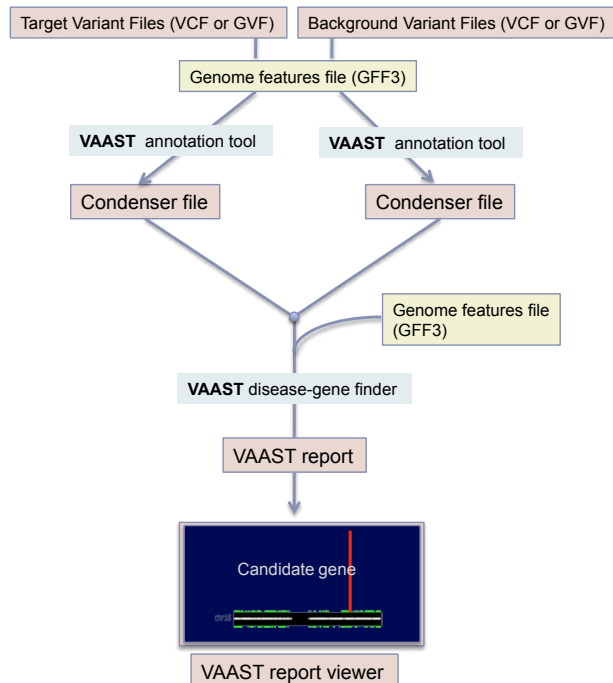 Target Variant Files (VCF or GVF)
Background Variant Files (VCF or GVF)
Genome features file (GFF3)
VAAST annotation tool
VAAST annotation tool
Condenser file
Condenser file
Genome features file
(GFF3)
VAAST disease-gene finder
VAAST report
Candidate gene
VAAST report viewer